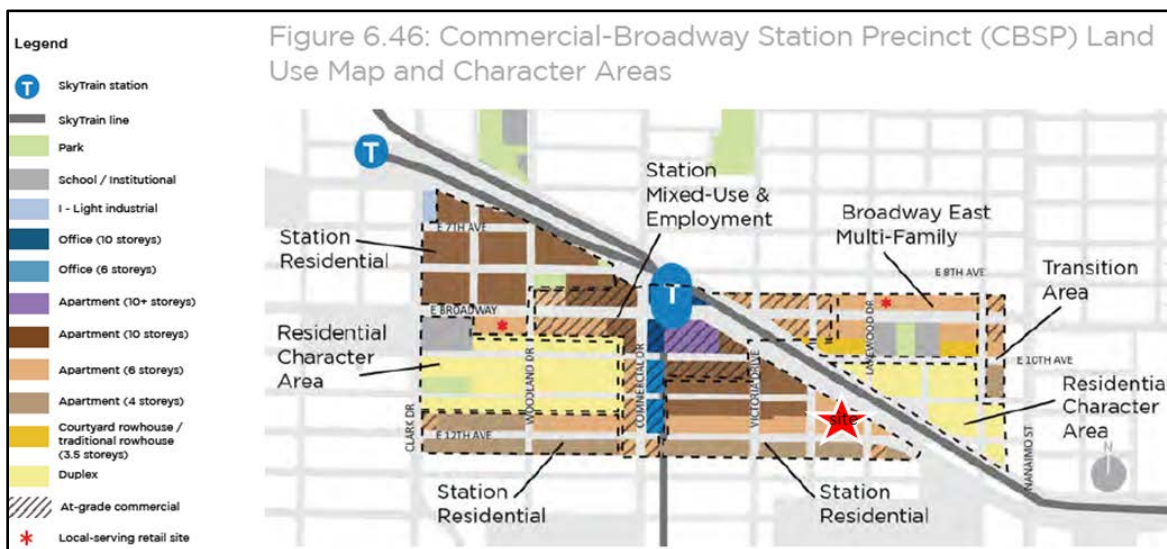 Figure 6.46: Commercial-Broadway Station Precinct (CBSP) Land
Use Map and Character Areas
Legend
T
SkyTrain station
SkyTrain line
Park
School / Institutional
I - Light industrial
Office (10 storeys)
Office (6 storeys)
Apartment (10+ storeys)
Apartment (10 storeys)
Apartment (6 storeys)
Apartment (4 storeys)
Courtyard rowhouse /
traditional rowhouse
(3.5 storeys)
Duplex
At-grade commercial
Local-serving retail site
T
Station
Mixed-Use &
Employment
Broadway East
Multi-Family
Station
Residential
E 7TH AVE
E 8TH AVE
Transition
Area
T
E BROADWAY
LAKEWOOD DR
Residential
Character
Area
E 10TH AVE
WOODLAND DR
COMMERCIAL DR
VICTORIA DRIVE
Residential
Character
Area
site
CLARK DR
E 12TH AVE
NANAIMO ST
N
Station
Residential
Station
Residential